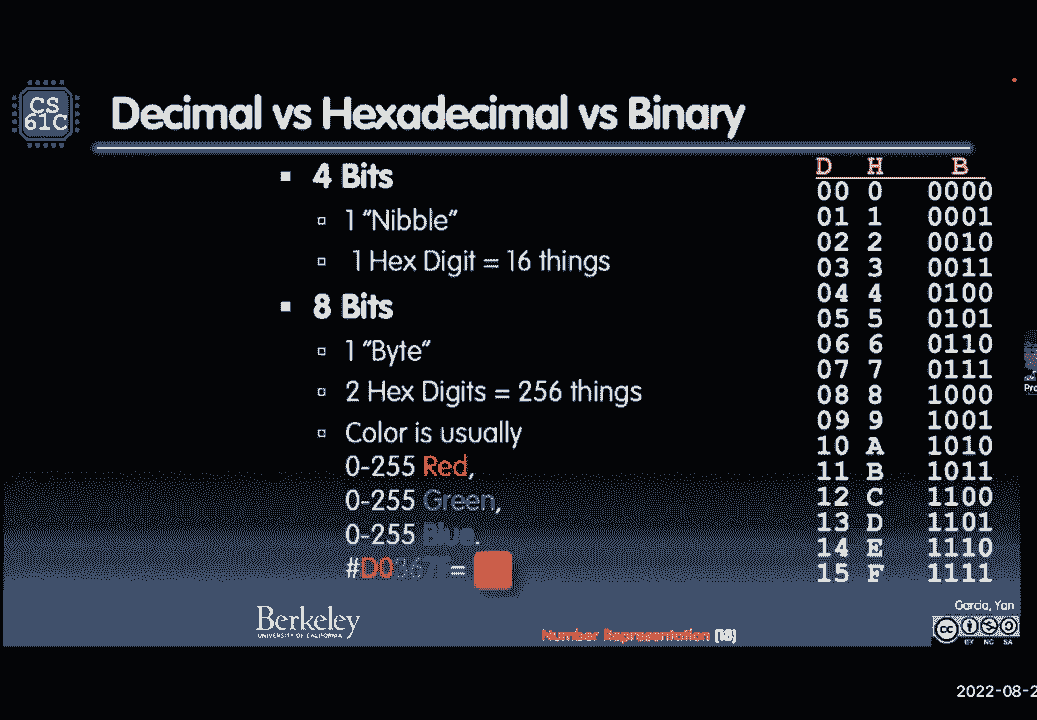 CS
61C
Decimal vs Hexadecimal vs Binary
▪ 4 Bits
▫ 1 “Nibble”
▫ 1 Hex Digit = 16 things
▪ 8 Bits
▫ 1 “Byte”
▫ 2 Hex Digits = 256 things
▫ Color is usually
0-255 Red,
0-255 Green,
0-255 Blue.
#D0367F =
D H B
00 0 0000
01 1 0001
02 2 0010
03 3 0011
04 4 0100
05 5 0101
06 6 0110
07 7 0111
08 8 1000
09 9 1001
10 A 1010
11 B 1011
12 C 1100
13 D 1101
14 E 1110
15 F 1111
Berkeley
UNIVERSITY OF CALIFORNIA
Number Representation (18)
Garcia, Yan
cc
BY NC SA
2022-08-2